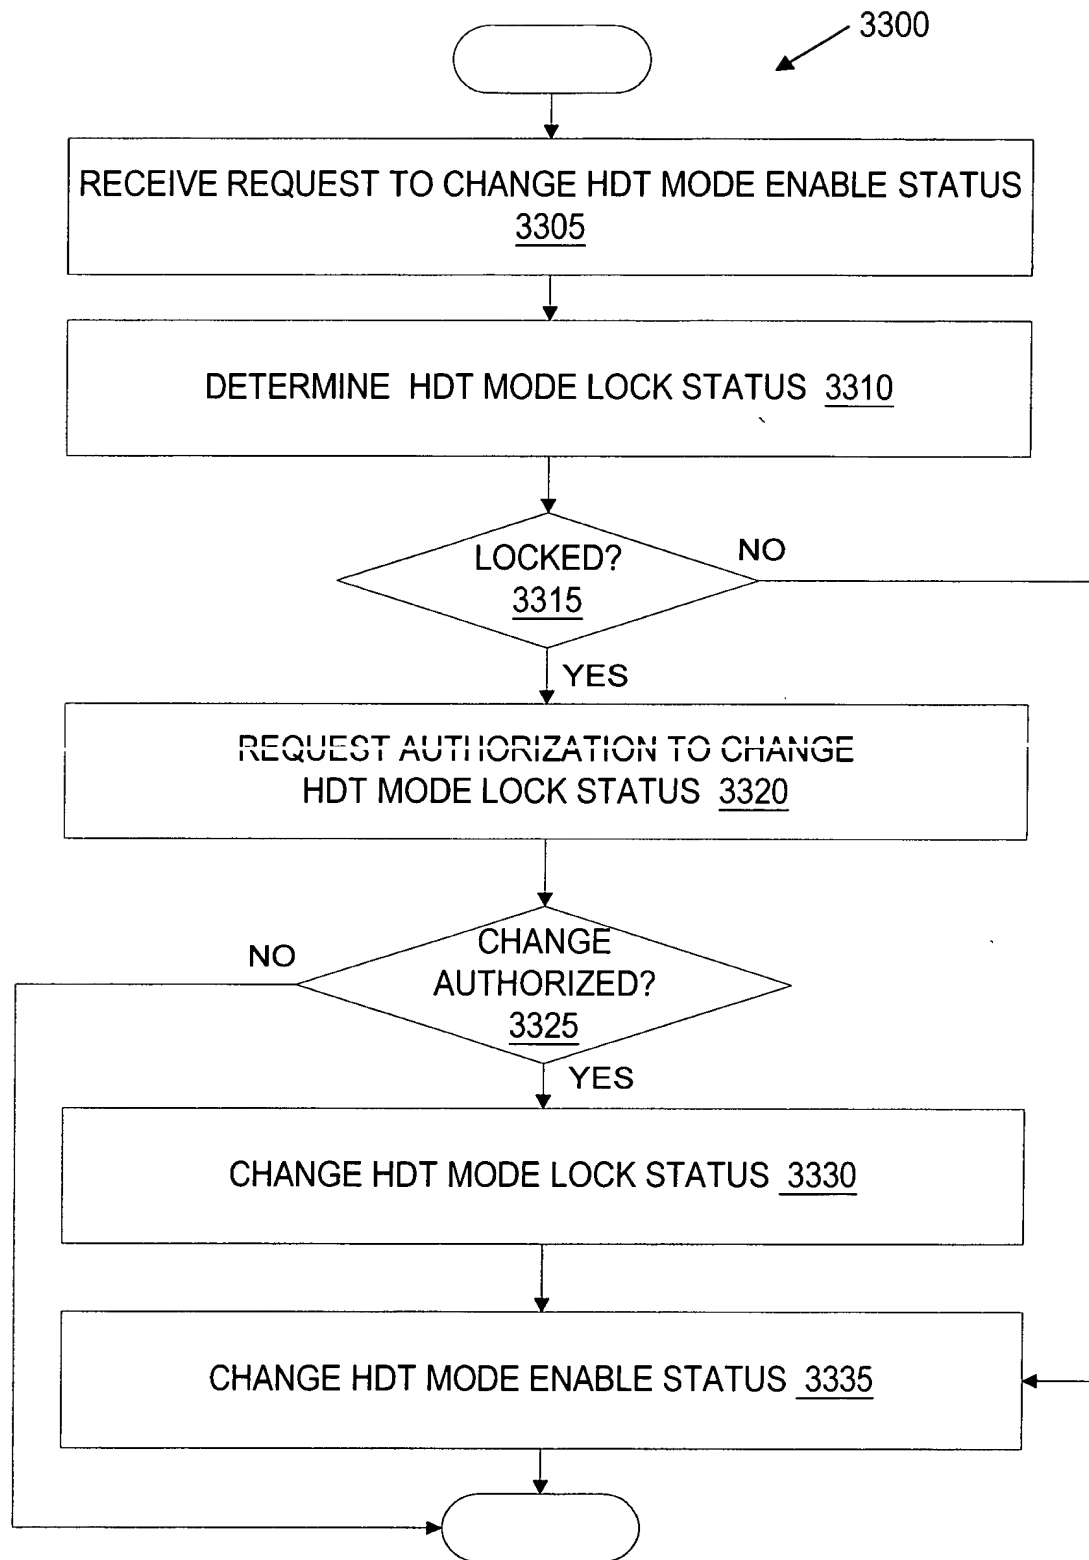 3300
RECEIVE REQUEST TO CHANGE HDT MODE ENABLE STATUS
3305
DETERMINE HDT MODE LOCK STATUS 3310
LOCKED?
3315
NO
YES
REQUEST AUTHORIZATION TO CHANGE
HDT MODE LOCK STATUS 3320
CHANGE
AUTHORIZED?
3325
NO
YES
CHANGE HDT MODE LOCK STATUS 3330
CHANGE HDT MODE ENABLE STATUS 3335